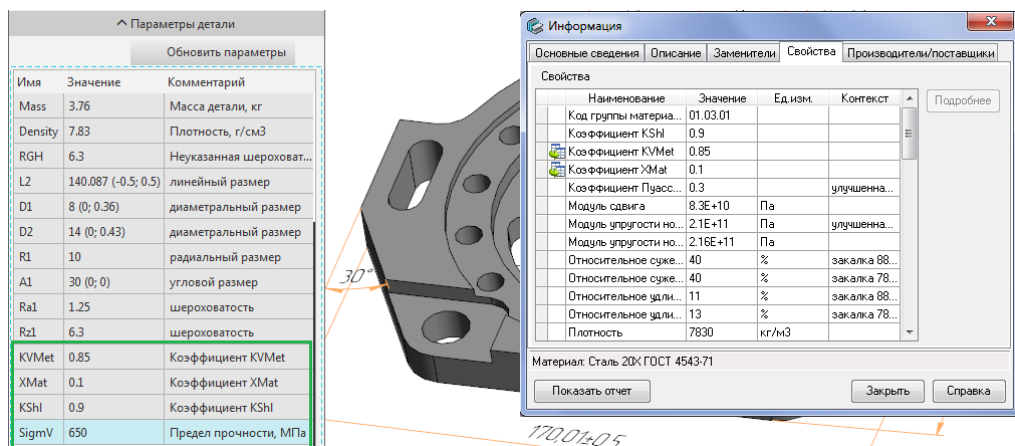 Параметры детали
Обновить параметры
Имя Значение Комментарий
Mass 3.76 Масса детали, кг
Density 7.83 Плотность, г/см3
RGH 6.3 Неуказанная шероховат...
L2 140.087 (-0.5; 0.5) линейный размер
D1 8 (0; 0.36) диаметральный размер
D2 14 (0; 0.43) диаметральный размер
R1 10 радиальный размер
A1 30 (0; 0) угловой размер
Ra1 1.25 шероховатость
Rz1 6.3 шероховатость
KVMet 0.85 Коэффициент KVMet
XMat 0.1 Коэффициент XMat
KShl 0.9 Коэффициент KShl
SigmV 650 Предел прочности, МПа
30°
170,01±0.5
Информация
Основные сведения Описание Заменители Свойства Производители/поставщики
Свойства
Наименование Значение Ед.изм. Контекст
Код группы материа... 01.03.01
Коэффициент KShl 0.9
Коэффициент KVMet 0.85
Коэффициент XMat 0.1
Коэффициент Пуасс... 0.3 улучшенна...
Модуль сдвига 8.3E+10 Па
Модуль упругости но... 2.1E+11 Па улучшенна...
Модуль упругости но... 2.16E+11 Па
Относительное суже... 40 % закалка 88...
Относительное суже... 40 % закалка 78...
Относительное удли... 11 % закалка 88...
Относительное удли... 13 % закалка 78...
Плотность 7830 кг/м3
Подробнее
Материал: Сталь 20Х ГОСТ 4543-71
Показать отчет Закрыть Справка